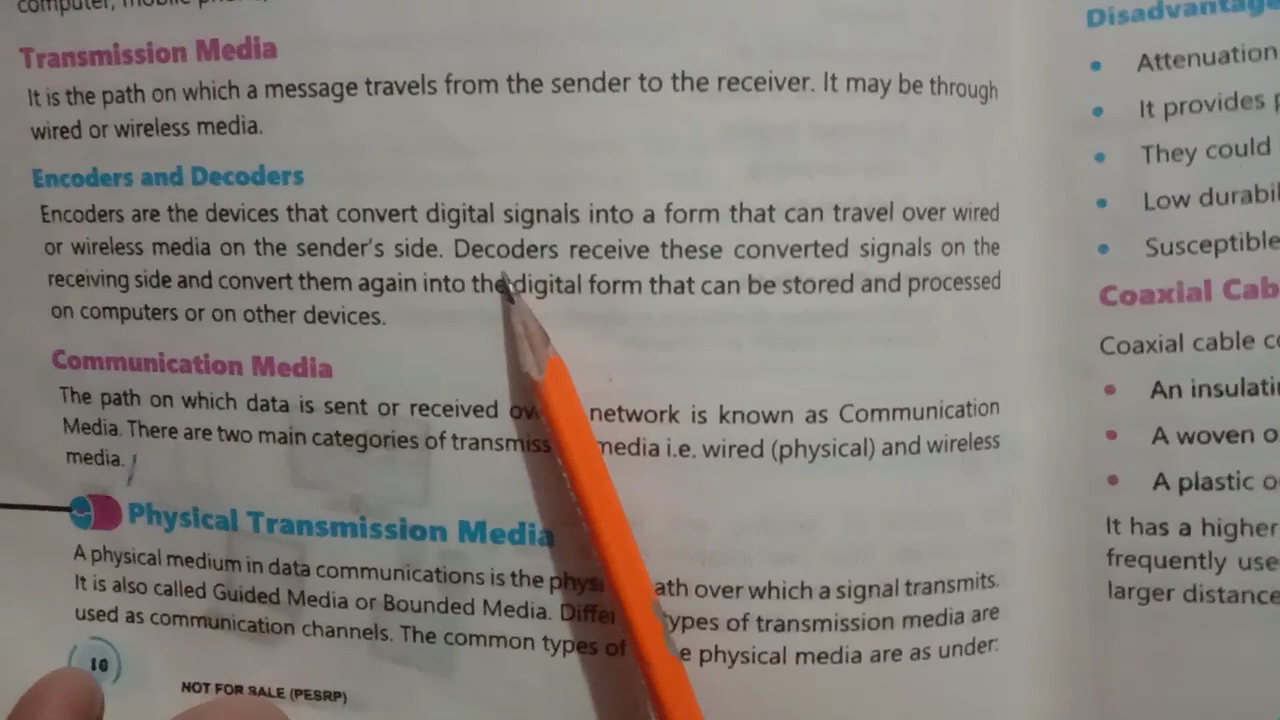 computer, mobile
Transmission Media
It is the path on which a message travels from the sender to the receiver. It may be through
wired or wireless media.
Encoders and Decoders
Encoders are the devices that convert digital signals into a form that can travel over wired
or wireless media on the sender's side. Decoders receive these converted signals on the
receiving side and convert them again into the digital form that can be stored and processed
on computers or on other devices.
Communication Media
The path on which data is sent or received network is known as Communication
Media. There are two main categories of transmiss media i.e. wired (physical) and wireless
media.
Physical Transmission Media
A physical medium in data communications is the physi ath over which a signal transmits.
It is also called Guided Media or Bounded Media. Differ types of transmission media are
used as communication channels. The common types of e physical media are as under:
10
NOT FOR SALE (PESRP)
Disadvantage
Attenuation
It provides
They could
Low durabil
Susceptible
Coaxial Cab
Coaxial cable
An insulati
A woven
A plastic
It has a higher
frequently use
larger distance